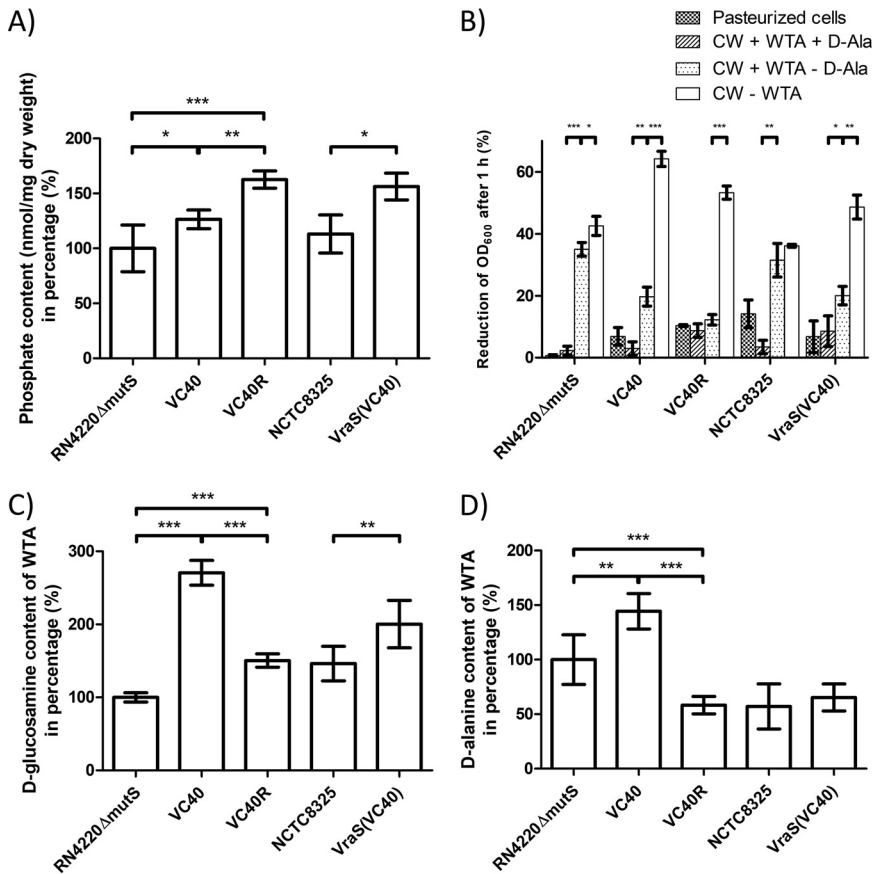 A)
Phosphate content (nmol/mg dry weight)
in percentage (%)
200
150
100
50
0
***
*
**
*
RN4220ΔmutS
VC40
VC40R
NCTC8325
VraS(VC40)
B)
Pasteurized cells
CW + WTA + D-Ala
CW + WTA - D-Ala
CW - WTA
Reduction of OD600 after 1 h (%)
60
40
20
0
*** *
** ***
***
**
* **
RN4220ΔmutS
VC40
VC40R
NCTC8325
VraS(VC40)
C)
D-glucosamine content of WTA
in percentage (%)
300
200
100
0
***
***
***
**
RN4220ΔmutS
VC40
VC40R
NCTC8325
VraS(VC40)
D)
D-alanine content of WTA
in percentage (%)
200
150
100
50
0
***
**
***
RN4220ΔmutS
VC40
VC40R
NCTC8325
VraS(VC40)